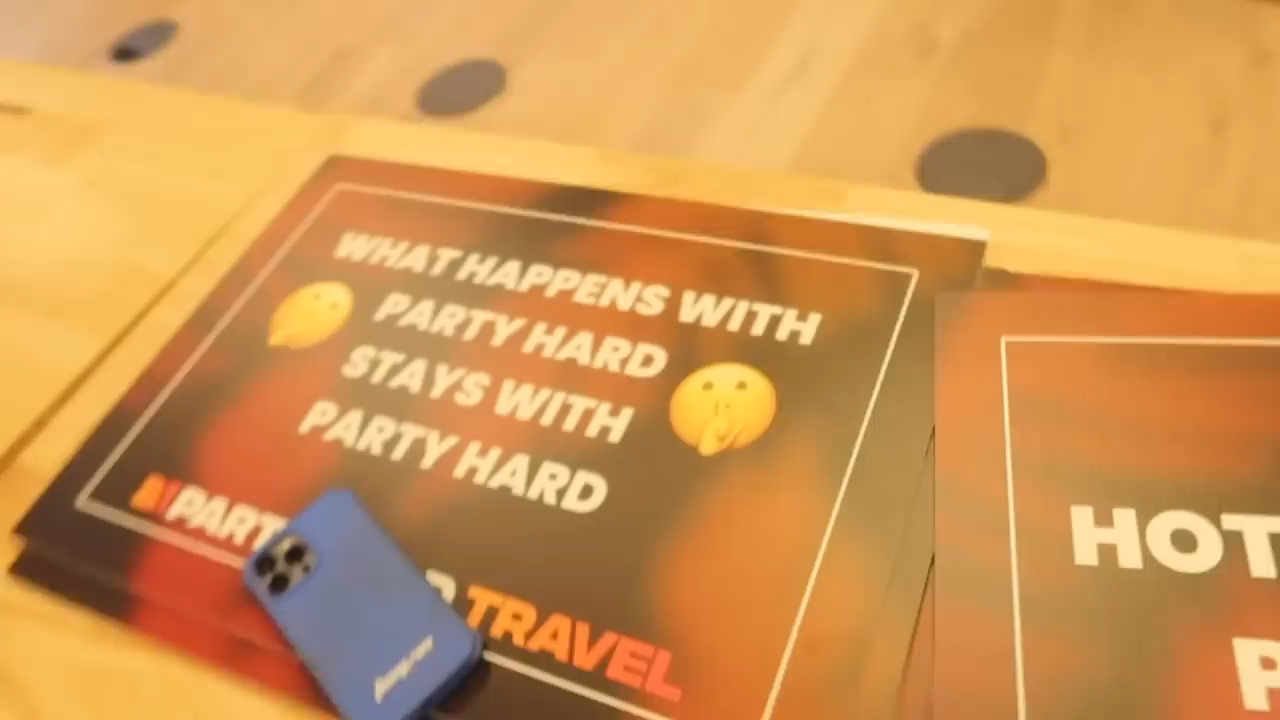 WHAT HAPPENS WITH
PARTY HARD
STAYS WITH
PARTY HARD
PART
TRAVEL
HOT
P